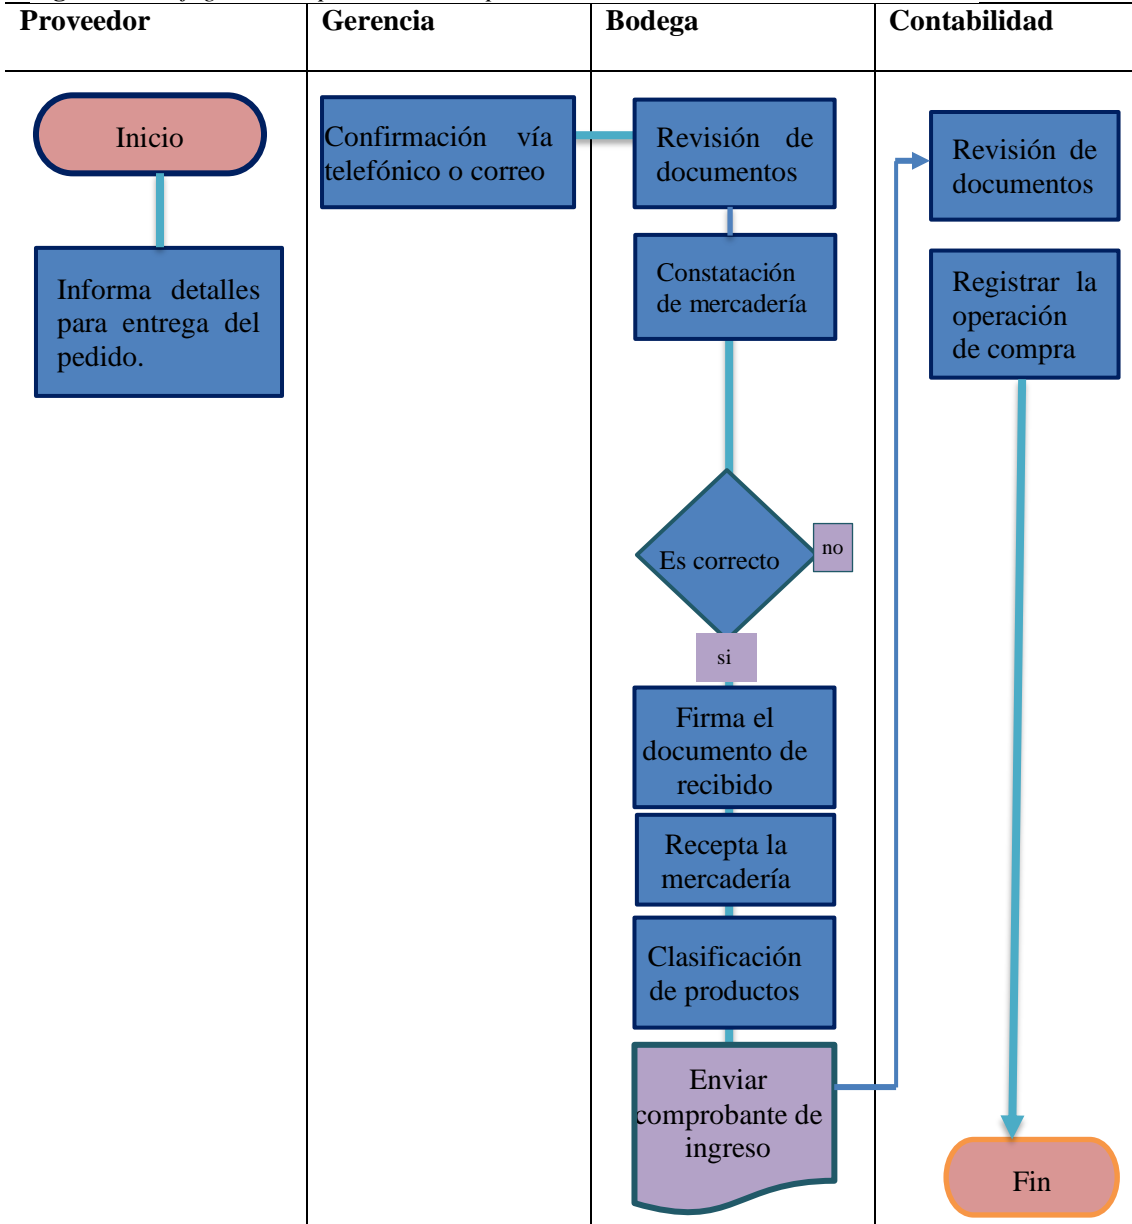 Proveedor
Gerencia
Bodega
Contabilidad
Inicio
Informa detalles
para entrega del
pedido.
Confirmación vía
telefónico o correo
Revisión de
documentos
Constatación
de mercadería
Es correcto
no
si
Firma el
documento de
recibido
Recepta la
mercadería
Clasificación
de productos
Enviar
comprobante de
ingreso
Revisión de
documentos
Registrar la
operación
de compra
Fin